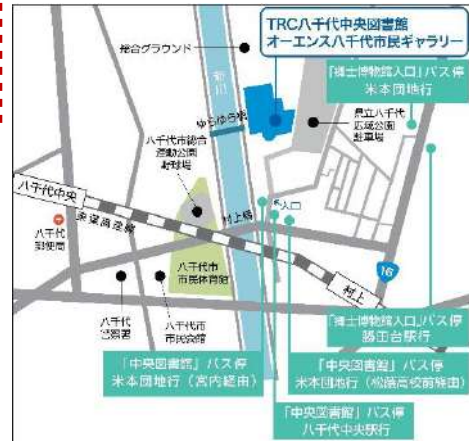 TRC八千代中央図書館
オーエンス八千代市民ギャラリー
総合グラウンド
新川
「郷土博物館入口」バス停
米本団地行
ゆらゆら橋
県立八千代
広域公園
駐車場
八千代市総合
運動公園
野球場
八千代中央
東葉高速線
村上橋
入口
八千代
郵便局
八千代市
市民体育館
16
村上
八千代
警察署
八千代市
市民会館
「郷土博物館入口」バス停
勝田台駅行
「中央図書館」バス停
米本団地行（宮内経由）
「中央図書館」バス停
米本団地行（松陰高校前経由）
「中央図書館」バス停
八千代中央駅行